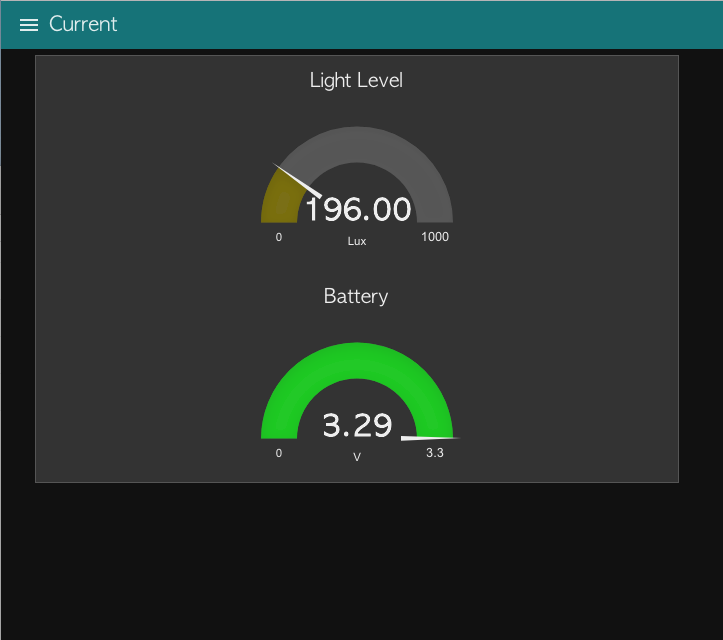 Current
Light Level
196.00
0
Lux
1000
Battery
3.29
0
V
3.3